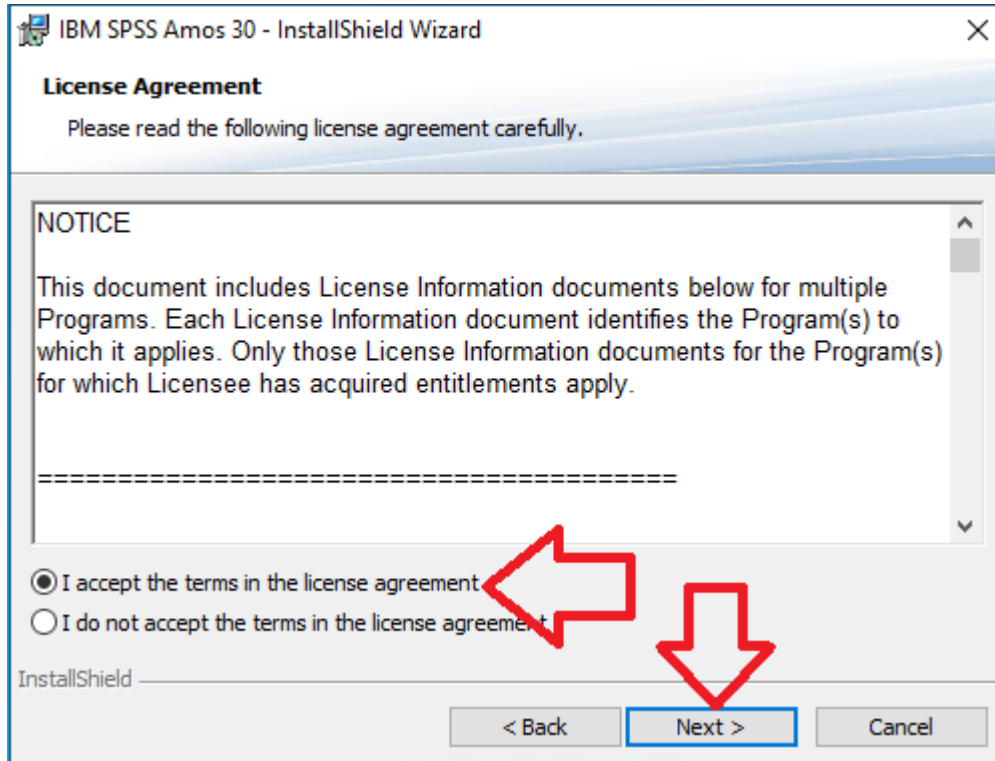 IBM SPSS Amos 30 - InstallShield Wizard
License Agreement
Please read the following license agreement carefully.
NOTICE
This document includes License Information documents below for multiple
Programs. Each License Information document identifies the Program(s) to
which it applies. Only those License Information documents for the Program(s)
for which Licensee has acquired entitlements apply.
=========================================
I accept the terms in the license agreement
I do not accept the terms in the license agreement
InstallShield
< Back
Next >
Cancel